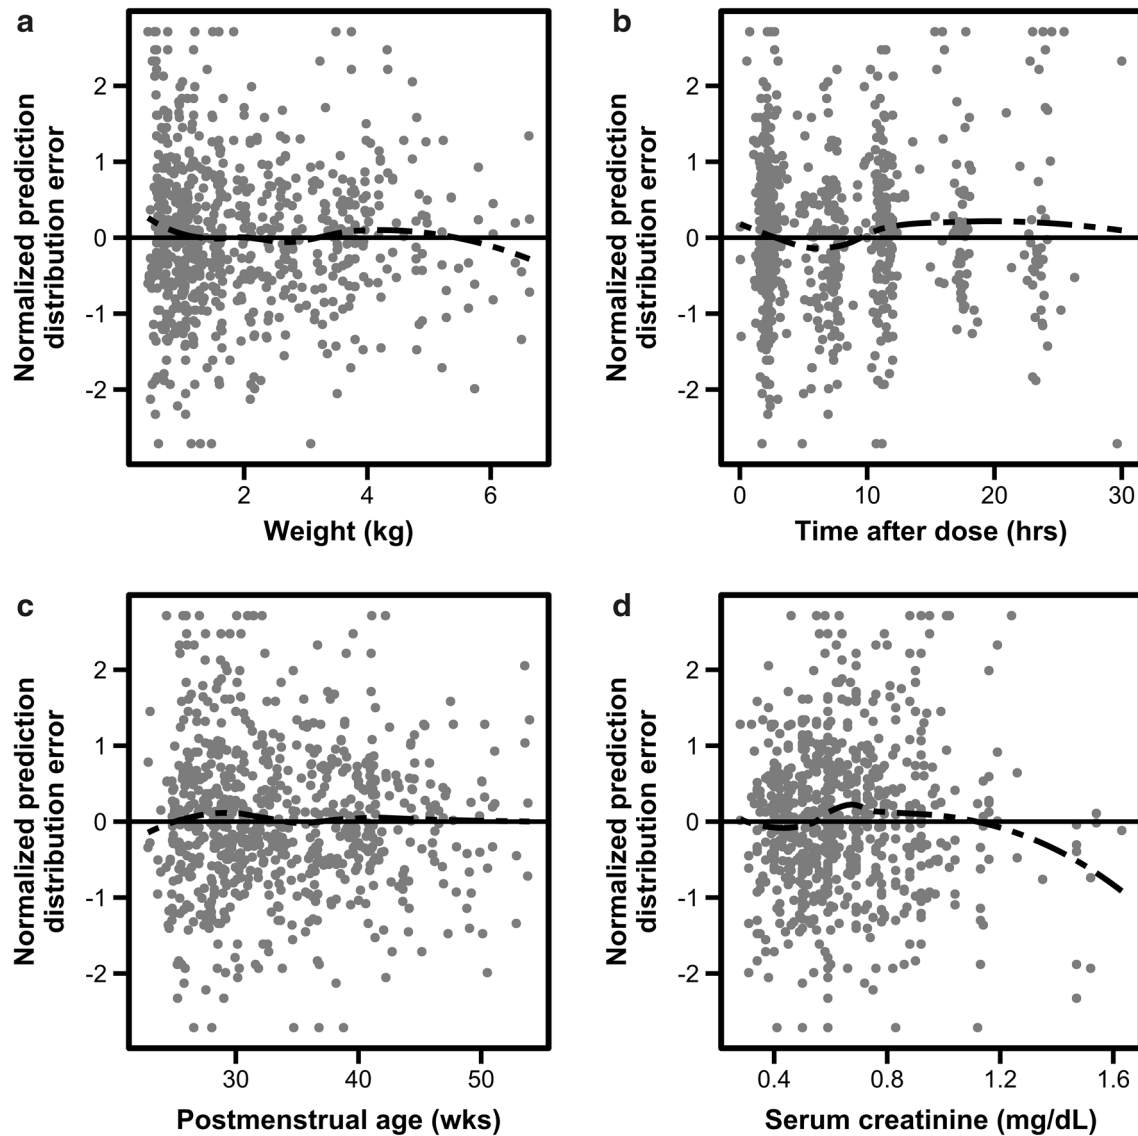 a
b
Normalized prediction
distribution error
2
1
0
-1
-2
2
4
6
Weight (kg)
Normalized prediction
distribution error
2
1
0
-1
-2
0
10
20
30
Time after dose (hrs)
c
d
Normalized prediction
distribution error
2
1
0
-1
-2
30
40
50
Postmenstrual age (wks)
Normalized prediction
distribution error
2
1
0
-1
-2
0.4
0.8
1.2
1.6
Serum creatinine (mg/dL)